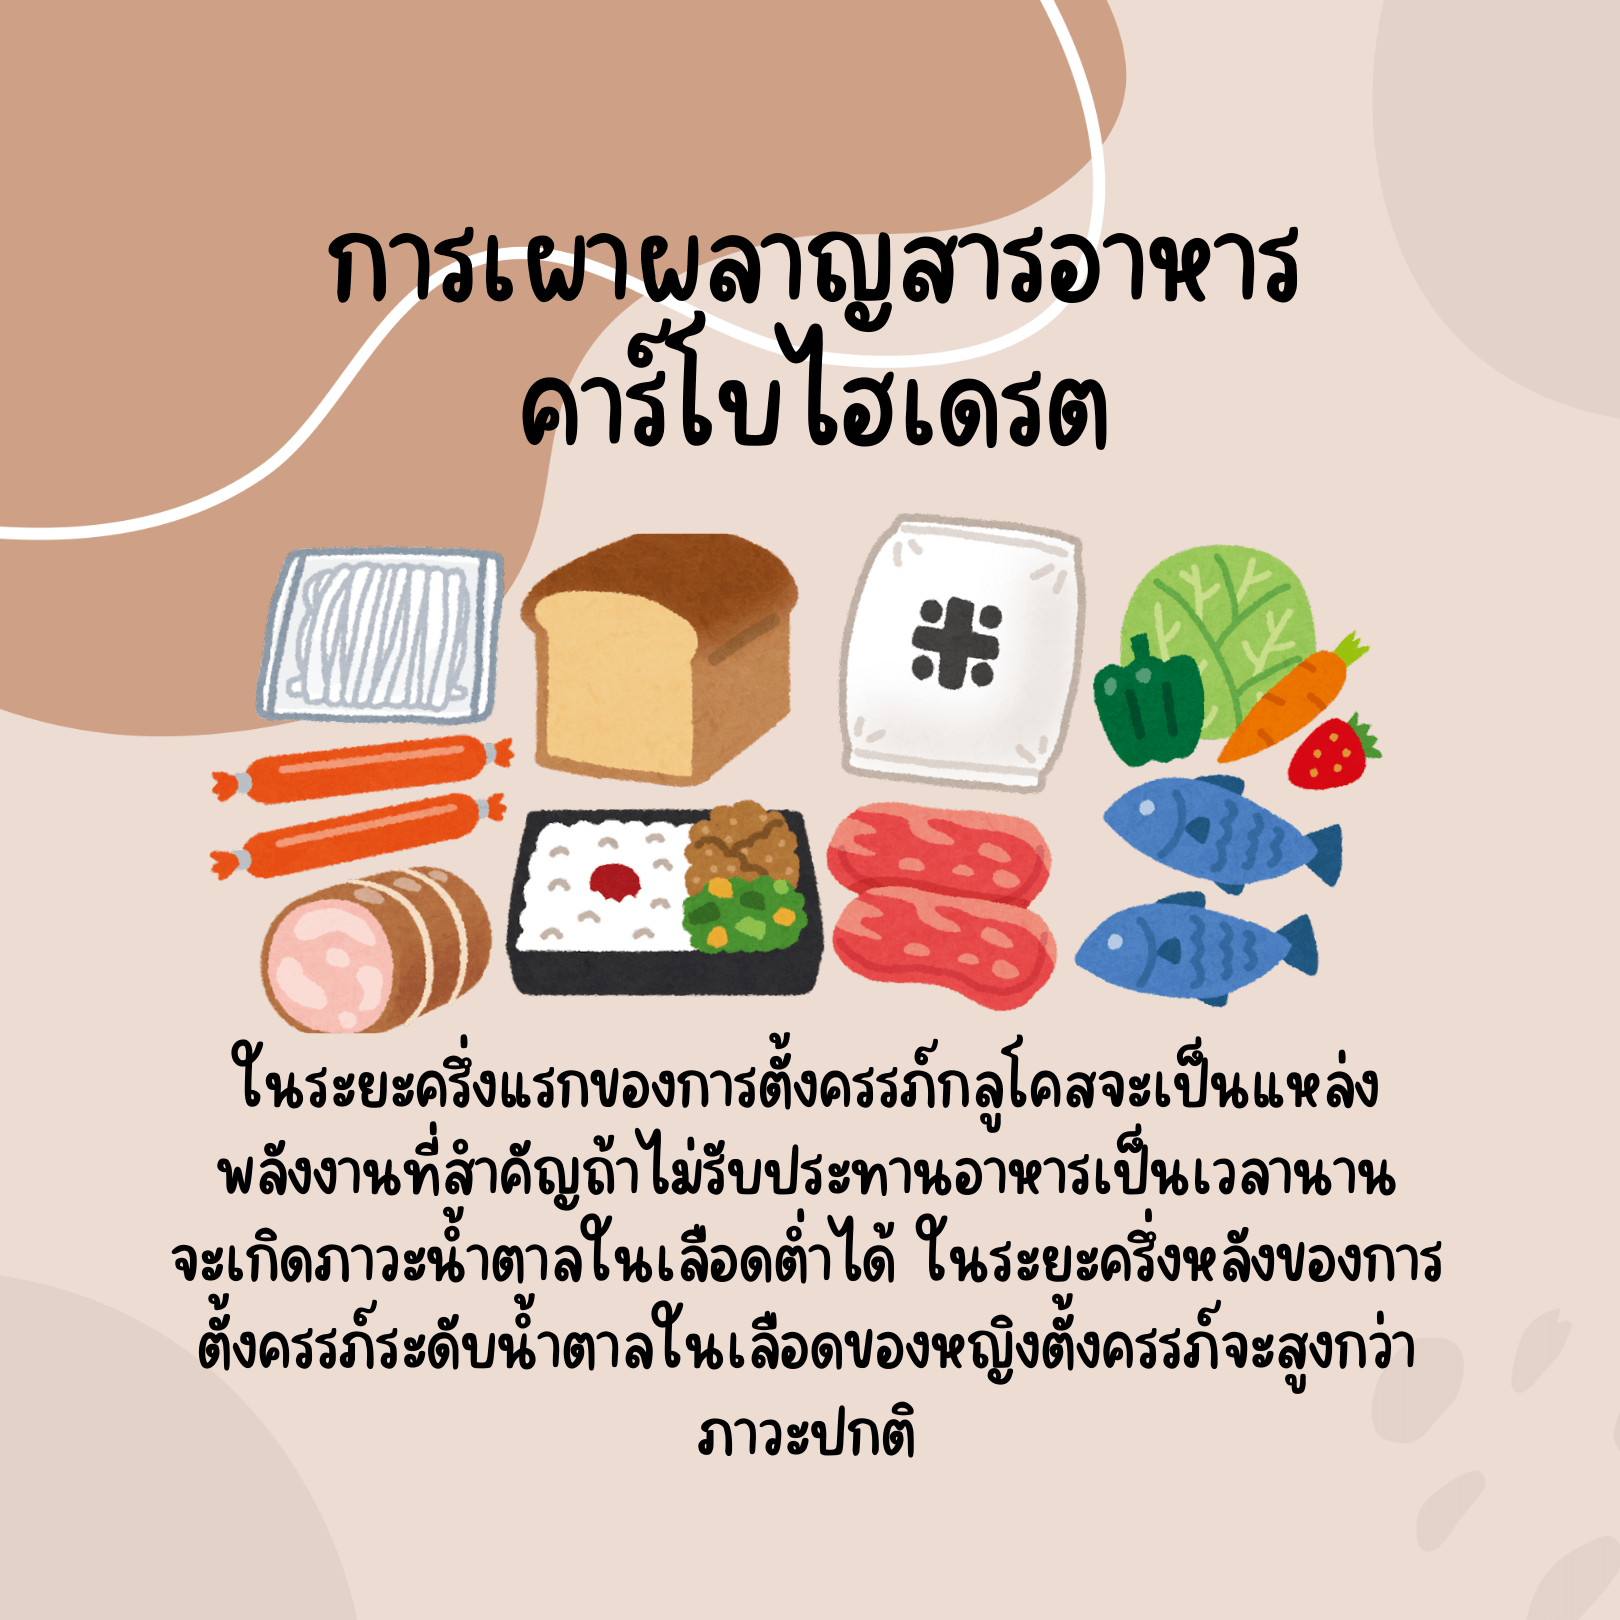 การเผาผลาญสารอาหาร
คาร์โบไฮเดรต
米
ในระยะครึ่งแรกของการตั้งครรภ์กลูโคสจะเป็นแหล่ง
พลังงานที่สำคัญถ้าไม่รับประทานอาหารเป็นเวลานาน
จะเกิดภาวะน้ำตาลในเลือดต่ำได้ ในระยะครึ่งหลังของการ
ตั้งครรภ์ระดับน้ำตาลในเลือดของหญิงตั้งครรภ์จะสูงกว่า
ภาวะปกติ